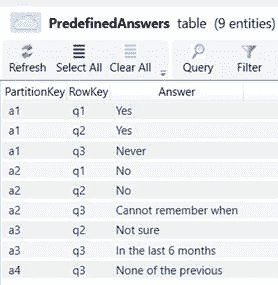 PredefinedAnswers table (9 entities)
Refresh Select All Clear All Query Filter
PartitionKey RowKey Answer
a1 q1 Yes
a1 q2 Yes
a1 q3 Never
a2 q1 No
a2 q2 No
a2 q3 Cannot remember when
a3 q2 Not sure
a3 q3 In the last 6 months
a4 q3 None of the previous